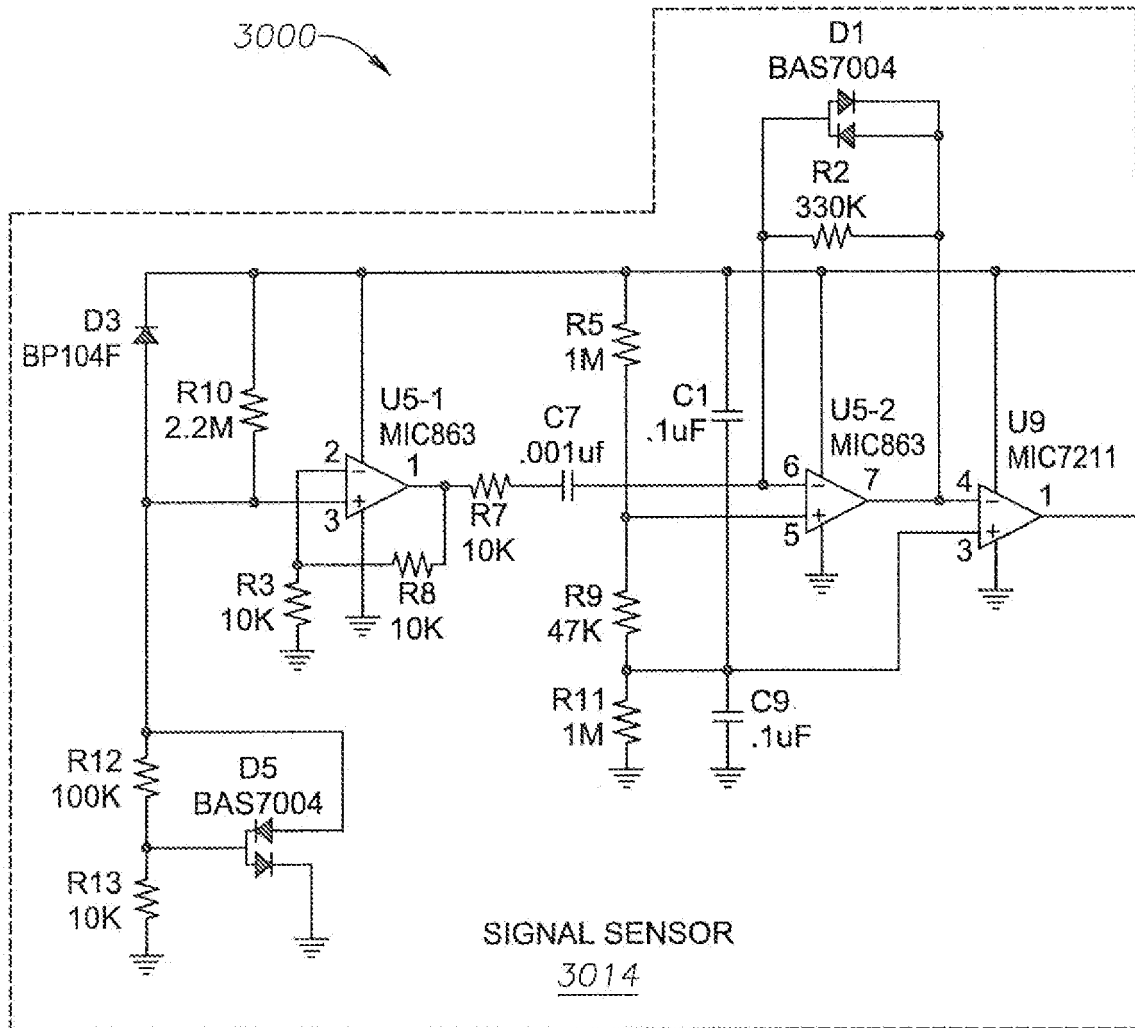 3000
D1
BAS7004
R2
330K
D3
BP104F
R10
2.2M
U5-1
MIC863
2
1
3
R3
10K
R8
10K
R7
10K
C7
.001uf
R5
1M
C1
.1uF
U5-2
MIC863
6
7
5
U9
MIC7211
4
1
3
R9
47K
R11
1M
C9
.1uF
R12
100K
D5
BAS7004
R13
10K
SIGNAL SENSOR
3014